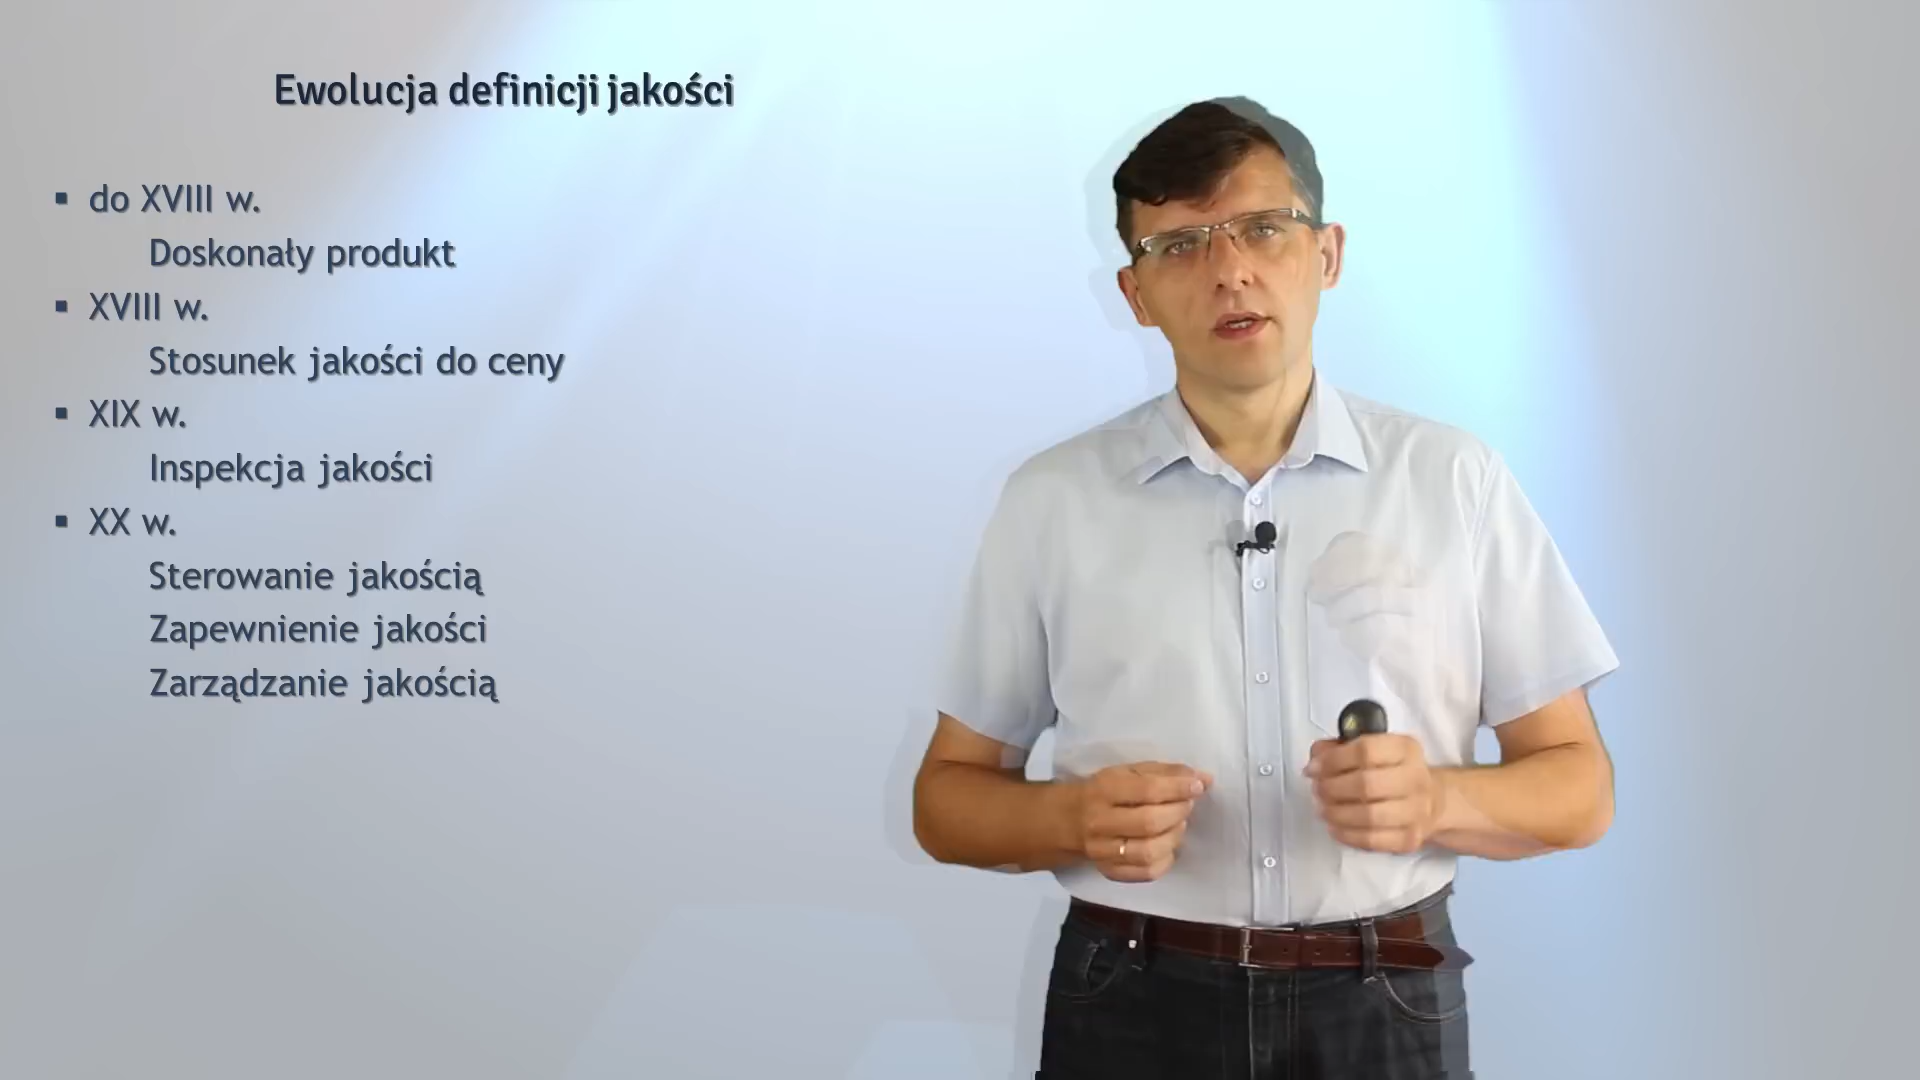 Ewolucja definicji jakości
▪ do XVIII w.
Doskonały produkt
▪ XVIII w.
Stosunek jakości do ceny
▪ XIX w.
Inspekcja jakości
▪ XX w.
Sterowanie jakością
Zapewnienie jakości
Zarządzanie jakością